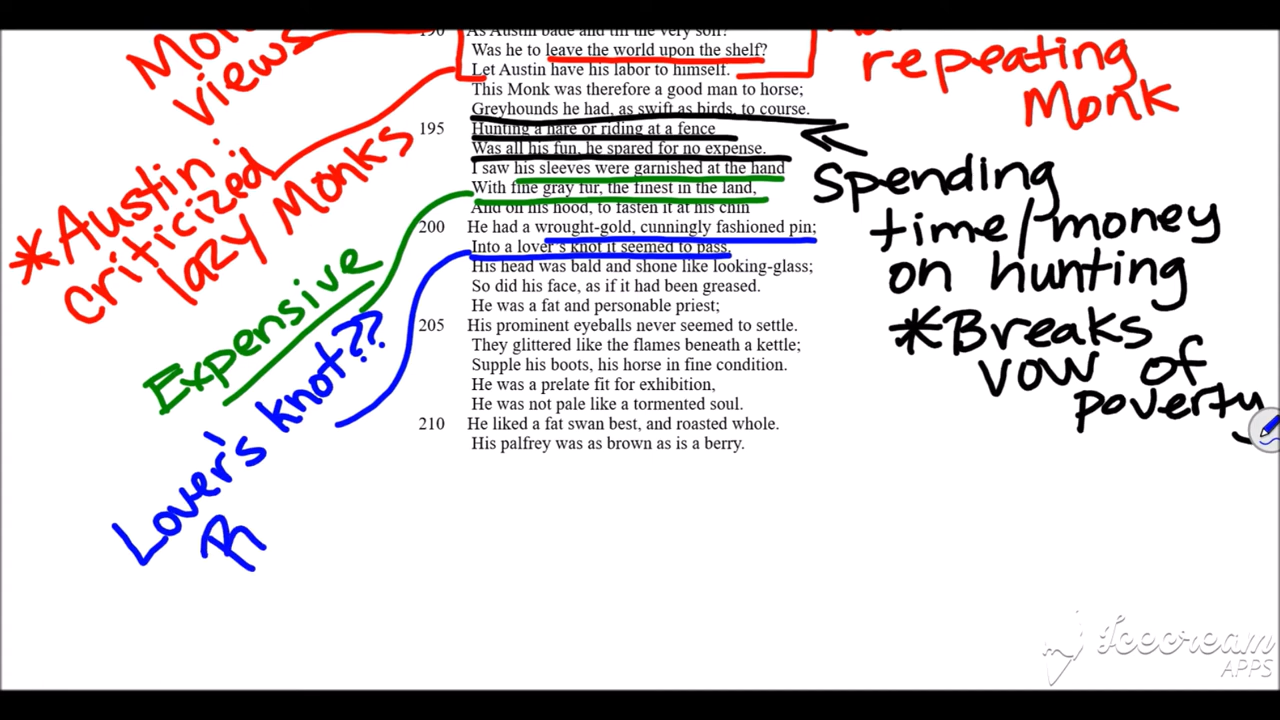 190 As Austin bade and till the very soil?
Was he to leave the world upon the shelf?
Let Austin have his labor to himself.
This Monk was therefore a good man to horse;
Greyhounds he had, as swift as birds, to course.
195 Hunting a hare or riding at a fence
Was all his fun, he spared for no expense.
I saw his sleeves were garnished at the hand
With fine gray fur, the finest in the land,
And on his hood, to fasten it at his chin
200 He had a wrought-gold, cunningly fashioned pin;
Into a lover's knot it seemed to pass.
His head was bald and shone like looking-glass;
So did his face, as if it had been greased.
He was a fat and personable priest;
205 His prominent eyeballs never seemed to settle.
They glittered like the flames beneath a kettle;
Supple his boots, his horse in fine condition.
He was a prelate fit for exhibition,
He was not pale like a tormented soul.
210 He liked a fat swan best, and roasted whole.
His palfrey was as brown as is a berry.
views
*Austin
criticized
lazy Monks
Expensive
Lover's knot??
repeating
Monk
Spending
time/money
on hunting
*Breaks
vow of
poverty
Icecream
APPS